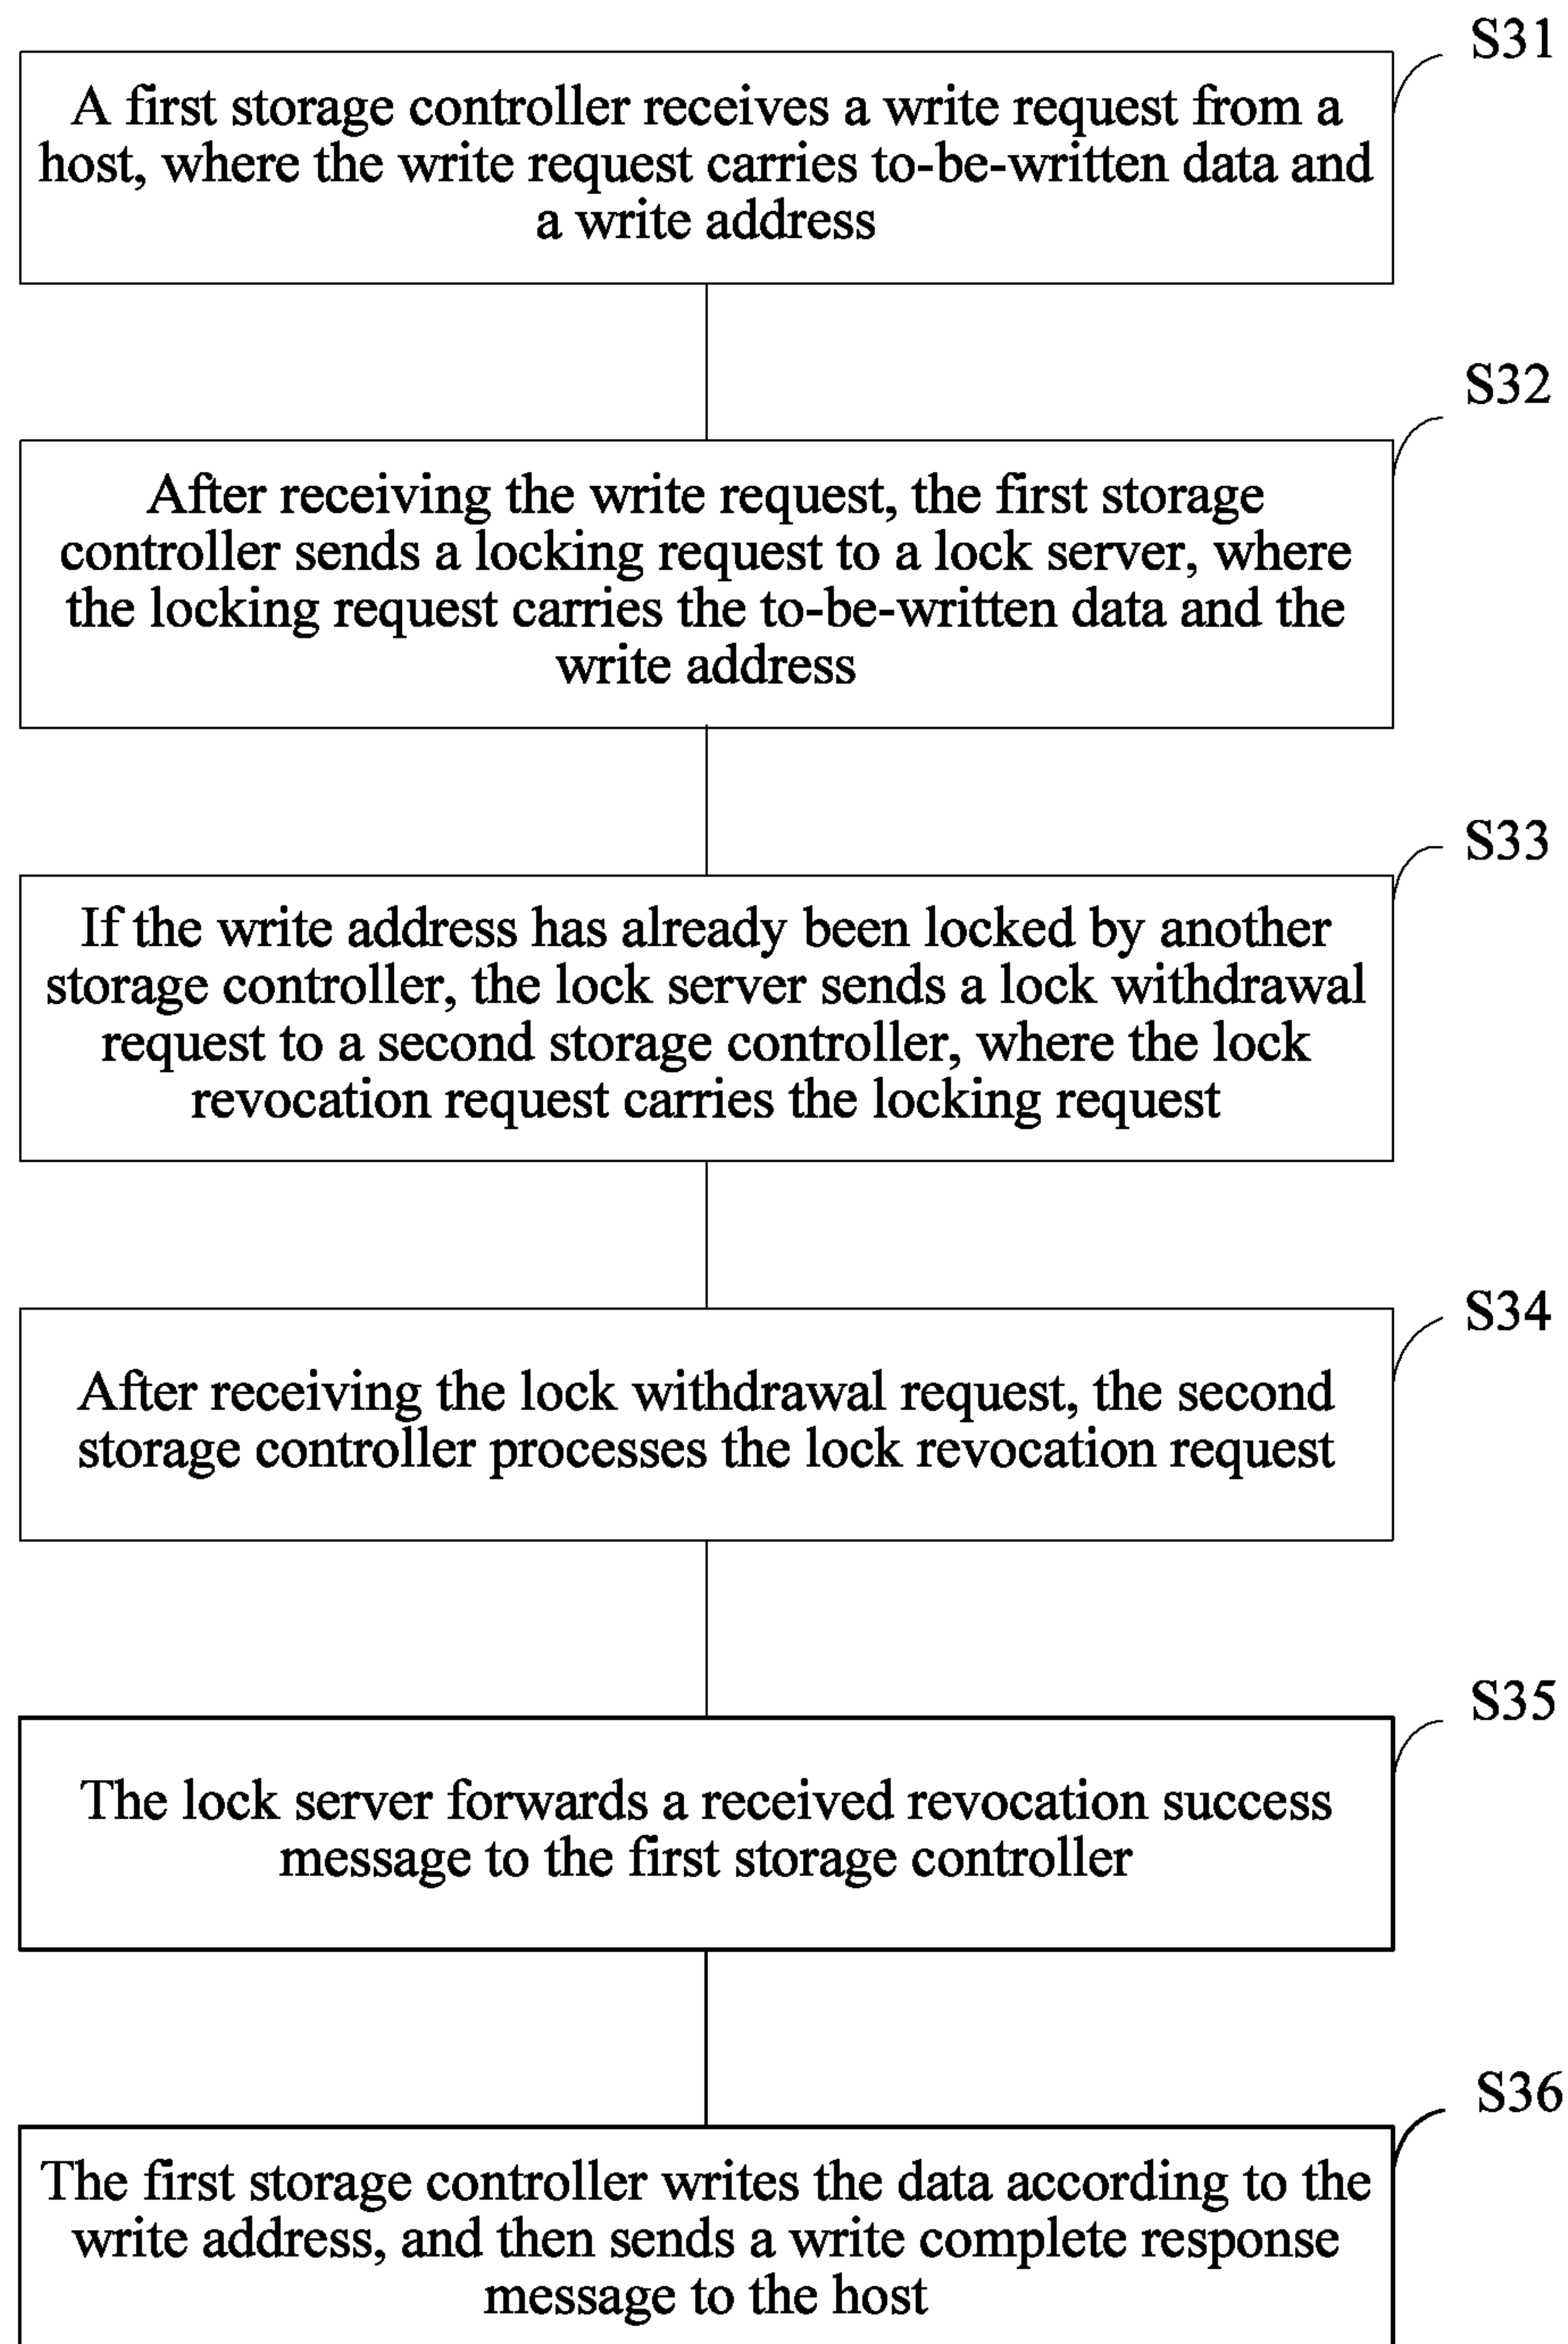 S31
A first storage controller receives a write request from a
host, where the write request carries to-be-written data and
a write address
S32
After receiving the write request, the first storage
controller sends a locking request to a lock server, where
the locking request carries the to-be-written data and the
write address
S33
If the write address has already been locked by another
storage controller, the lock server sends a lock withdrawal
request to a second storage controller, where the lock
revocation request carries the locking request
S34
After receiving the lock withdrawal request, the second
storage controller processes the lock revocation request
S35
The lock server forwards a received revocation success
message to the first storage controller
S36
The first storage controller writes the data according to the
write address, and then sends a write complete response
message to the host